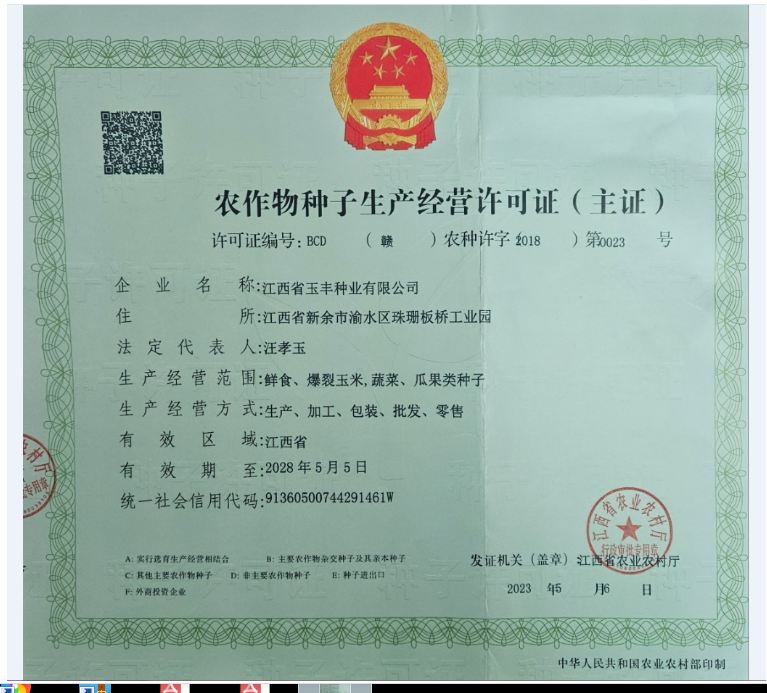 农作物种子生产经营许可证（主证）
许可证编号:BCD （赣）农种许字（2018）第0023号
企业名称:江西省玉丰种业有限公司
住所:江西省新余市渝水区珠珊板桥工业园
法定代表人:汪孝玉
生产经营范围:鲜食、爆裂玉米,蔬菜、瓜果类种子
生产经营方式:生产、加工、包装、批发、零售
有效区域:江西省
有效期至:2028年5月5日
统一社会信用代码:91360500744291461W
A: 实行选育生产经营相结合 B: 主要农作物杂交种子及其亲本种子
C: 其他主要农作物种子 D: 非主要农作物种子 E: 种子进出口
F: 外商投资企业
江西省农业农村厅
行政审批专用章
发证机关（盖章）:江西省农业农村厅
2023年5月6日
中华人民共和国农业农村部印制